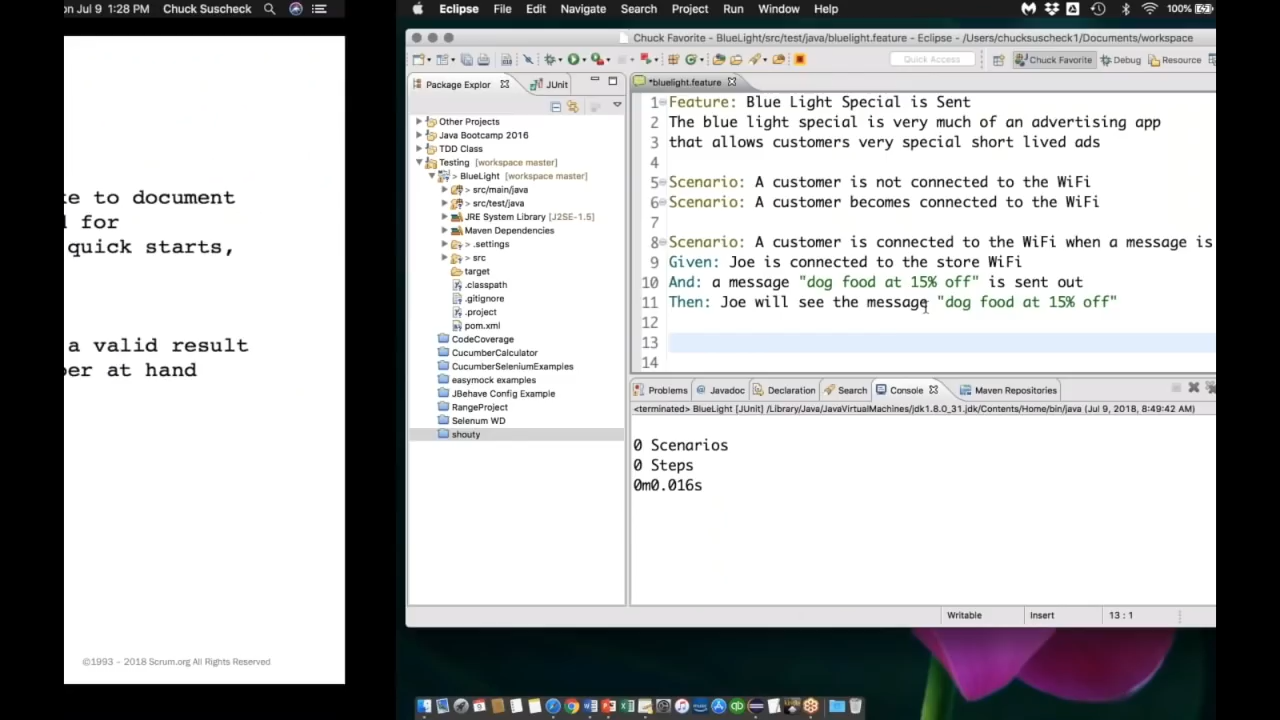 on Jul 9 1:28 PM Chuck Suscheck
ke to document
for
quick starts,
a valid result
er at hand
©1993 - 2018 Scrum.org All Rights Reserved
Eclipse File Edit Navigate Search Project Run Window Help 100%
Chuck Favorite - BlueLight/src/test/java/bluelight.feature - Eclipse - /Users/chucksuscheck1/Documents/workspace
Quick Access Chuck Favorite Debug Resource
Package Explor JUnit
Other Projects
Java Bootcamp 2016
TDD Class
Testing [workspace master]
> BlueLight [workspace master]
> src/main/java
> src/test/java
JRE System Library [J2SE-1.5]
Maven Dependencies
> .settings
> src
target
.classpath
.gitignore
.project
pom.xml
CodeCoverage
CucumberCalculator
CucumberSeleniumExamples
easymock examples
JBehave Config Example
RangeProject
Selenum WD
shouty
*bluelight.feature
1 Feature: Blue Light Special is Sent
2 The blue light special is very much of an advertising app
3 that allows customers very special short lived ads
4
5 Scenario: A customer is not connected to the WiFi
6 Scenario: A customer becomes connected to the WiFi
7
8 Scenario: A customer is connected to the WiFi when a message is
9 Given: Joe is connected to the store WiFi
10 And: a message "dog food at 15% off" is sent out
11 Then: Joe will see the message "dog food at 15% off"
12
13
14
Problems Javadoc Declaration Search Console Maven Repositories
<terminated> BlueLight [JUnit] /Library/Java/JavaVirtualMachines/jdk1.8.0_31.jdk/Contents/Home/bin/java (Jul 9, 2018, 8:49:42 AM)
0 Scenarios
0 Steps
0m0.016s
Writable Insert 13 : 1